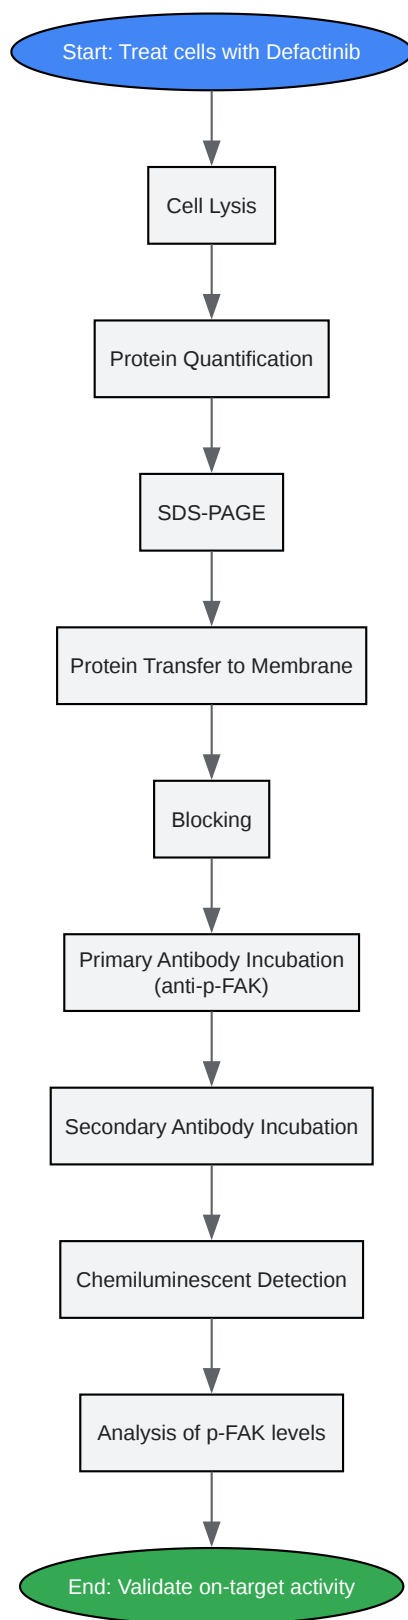 Start: Treat cells with Defactinib
Cell Lysis
Protein Quantification
SDS-PAGE
Protein Transfer to Membrane
Blocking
Primary Antibody Incubation
(anti-p-FAK)
Secondary Antibody Incubation
Chemiluminescent Detection
Analysis of p-FAK levels
End: Validate on-target activity